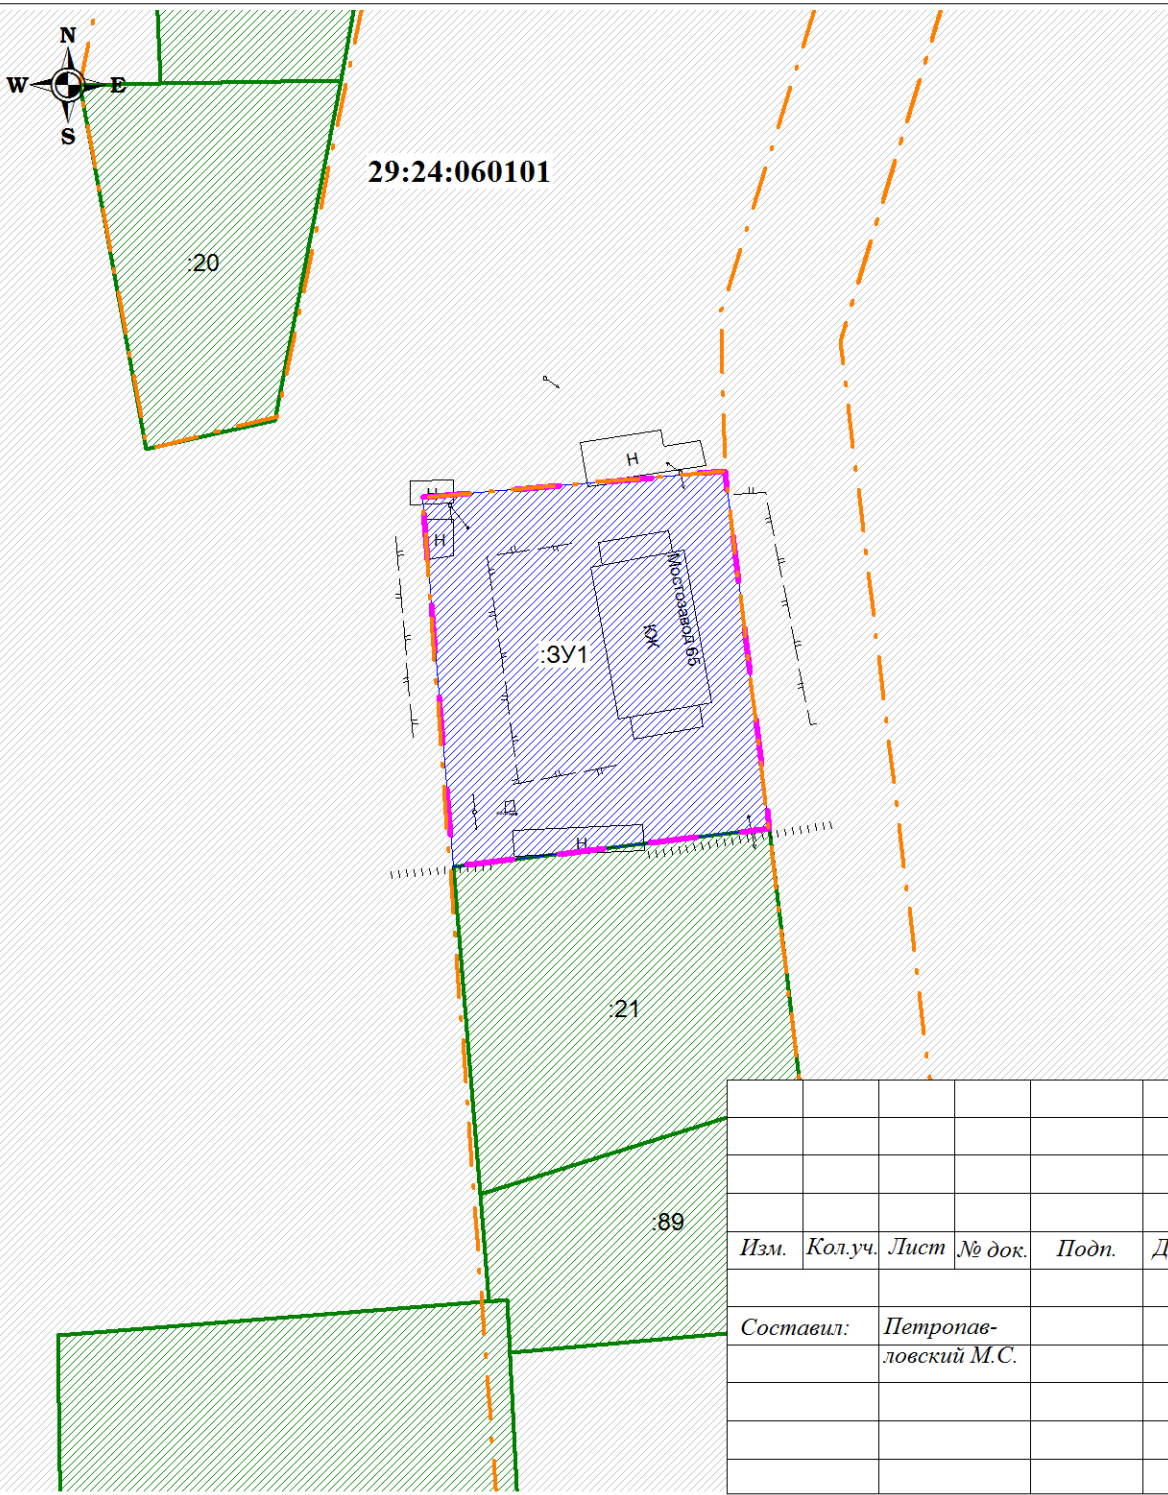 N
W E
S
29:24:060101
:20
Н
Н
Н
Мостозавод 65
КЖ
:ЗУ1
Н
:21
:89
Изм. Кол.уч. Лист № док. Подп. Д
Составил: Петропав-
ловский М.С.